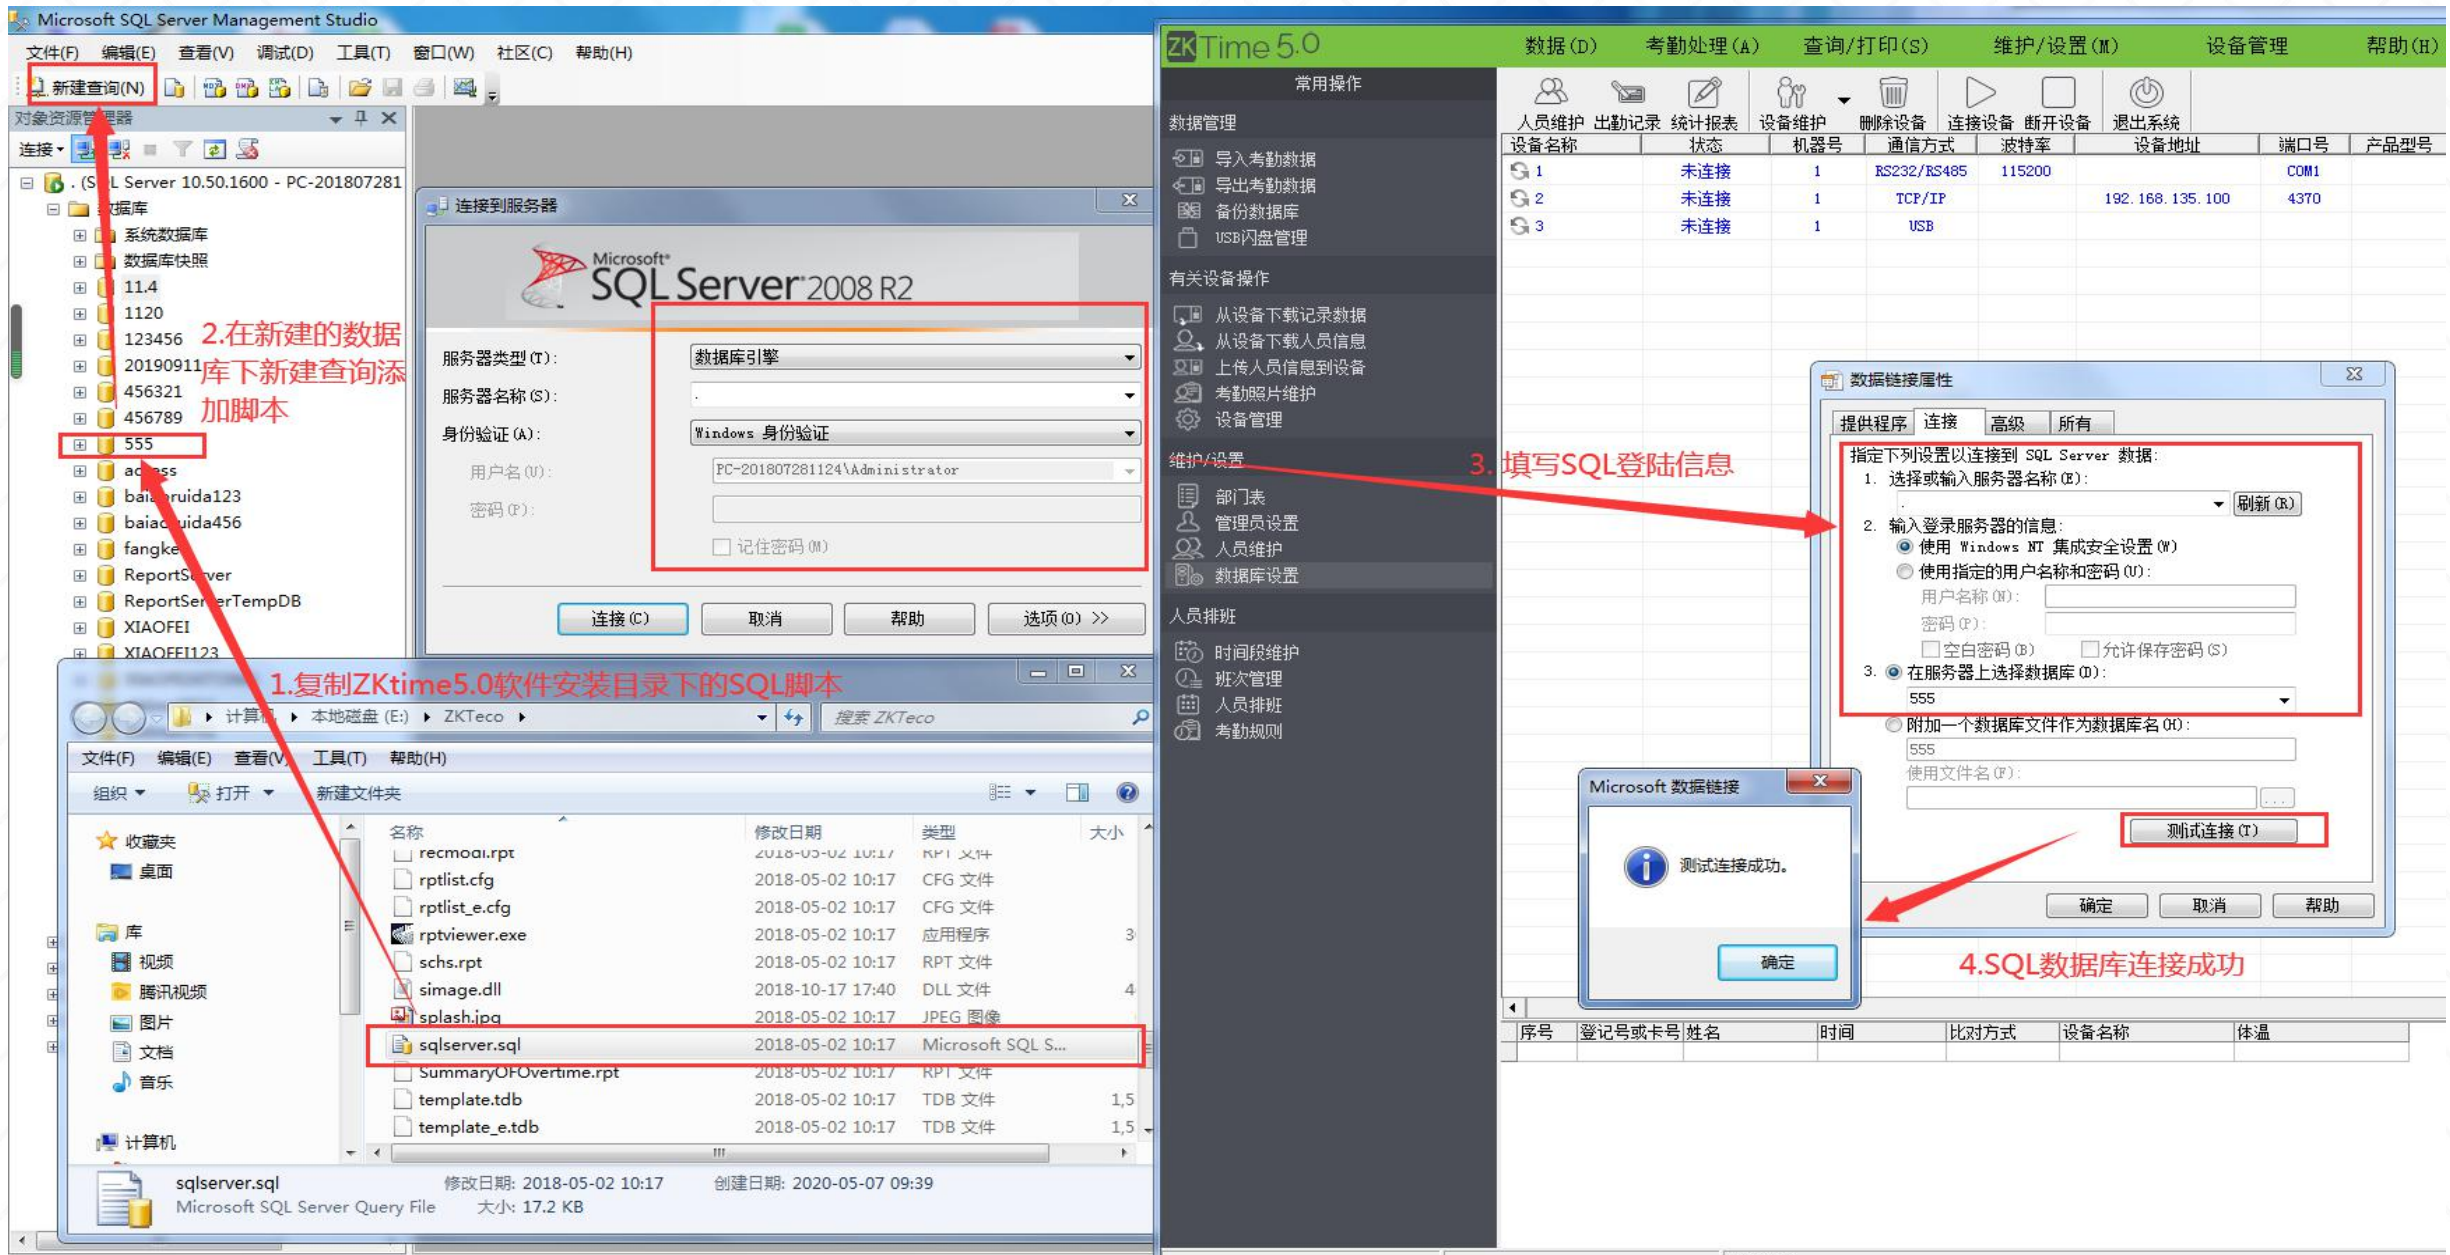 Microsoft SQL Server Management Studio
文件(F) 编辑(E) 查看(V) 调试(D) 工具(T) 窗口(W) 社区(C) 帮助(H)
新建查询(N)
对象资源管理器
连接
. (SQL Server 10.50.1600 - PC-201807281
数据库
系统数据库
数据库快照
11.4
1120
123456
20190911
456321
456789
555
access
baiaoruida123
baiaoruida456
fangke
ReportServer
ReportServerTempDB
XIAOFEI
XIAOFEI123
2.在新建的数据
库下新建查询添
加脚本
连接到服务器
Microsoft®
SQL Server 2008 R2
服务器类型(T):
数据库引擎
服务器名称(S):
.
身份验证(A):
Windows 身份验证
用户名(U):
PC-201807281124\Administrator
密码(P):
记住密码(M)
连接(C) 取消 帮助 选项(O) >>
1.复制ZKtime5.0软件安装目录下的SQL脚本
计算机 本地磁盘 (E:) ZKTeco
搜索 ZKTeco
文件(F) 编辑(E) 查看(V) 工具(T) 帮助(H)
组织 打开 新建文件夹
收藏夹
桌面
库
视频
腾讯视频
图片
文档
音乐
计算机
名称 修改日期 类型 大小
recmodi.rpt 2018-05-02 10:17 RPT 文件
rptlist.cfg 2018-05-02 10:17 CFG 文件
rptlist_e.cfg 2018-05-02 10:17 CFG 文件
rptviewer.exe 2018-05-02 10:17 应用程序 3
schs.rpt 2018-05-02 10:17 RPT 文件
simage.dll 2018-10-17 17:40 DLL 文件 4
splash.jpg 2018-05-02 10:17 JPEG 图像
sqlserver.sql 2018-05-02 10:17 Microsoft SQL S...
SummaryOFOvertime.rpt 2018-05-02 10:17 RPT 文件
template.tdb 2018-05-02 10:17 TDB 文件 1,5
template_e.tdb 2018-05-02 10:17 TDB 文件 1,5
sqlserver.sql 修改日期: 2018-05-02 10:17 创建日期: 2020-05-07 09:39
Microsoft SQL Server Query File 大小: 17.2 KB
ZKTime 5.0
数据(D) 考勤处理(A) 查询/打印(S) 维护/设置(M) 设备管理 帮助(H)
常用操作
数据管理
导入考勤数据
导出考勤数据
备份数据库
USB闪盘管理
有关设备操作
从设备下载记录数据
从设备下载人员信息
上传人员信息到设备
考勤照片维护
设备管理
维护/设置
部门表
管理员设置
人员维护
数据库设置
人员排班
时间段维护
班次管理
人员排班
考勤规则
人员维护 出勤记录 统计报表 设备维护 删除设备 连接设备 断开设备 退出系统
设备名称 状态 机器号 通信方式 波特率 设备地址 端口号 产品型号
1 未连接 1 RS232/RS485 115200 COM1
2 未连接 1 TCP/IP 192.168.135.100 4370
3 未连接 1 USB
3. 填写SQL登陆信息
数据链接属性
提供程序 连接 高级 所有
指定下列设置以连接到 SQL Server 数据:
1. 选择或输入服务器名称(E):
. 刷新(R)
2. 输入登录服务器的信息:
使用 Windows NT 集成安全设置(W)
使用指定的用户名称和密码(U):
用户名称(N):
密码(P):
空白密码(B) 允许保存密码(S)
3. 在服务器上选择数据库(D):
555
附加一个数据库文件作为数据库名(H):
555
使用文件名(F):
...
测试连接(T)
确定 取消 帮助
Microsoft 数据链接
测试连接成功。
确定
4.SQL数据库连接成功
序号 登记号或卡号 姓名 时间 比对方式 设备名称 体温